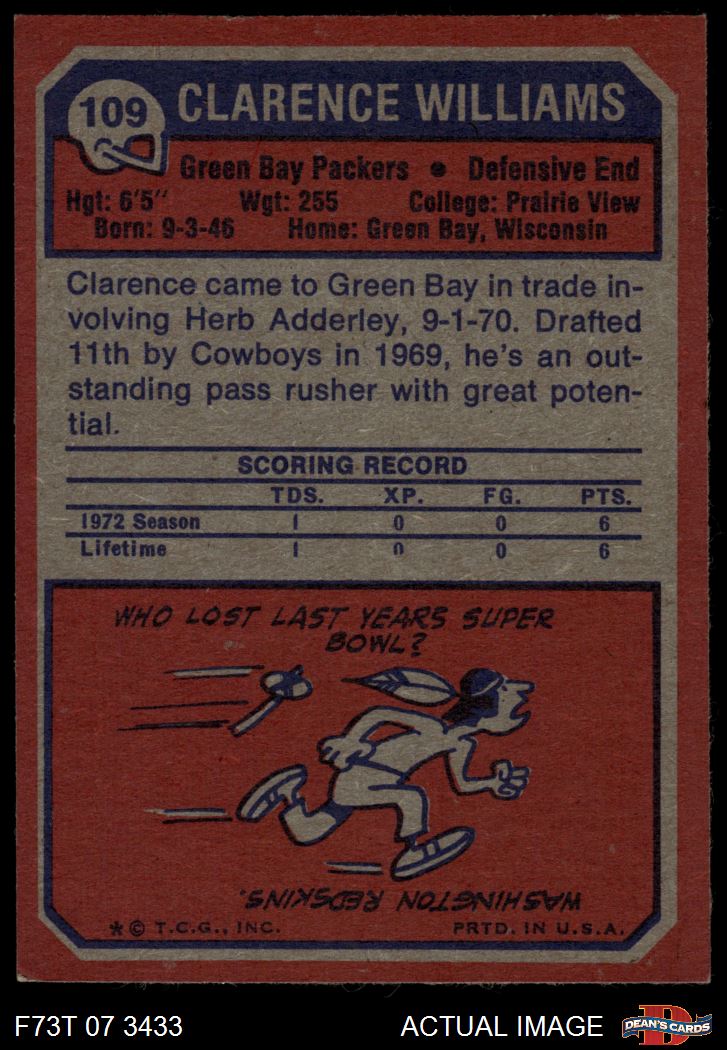 109
CLARENCE WILLIAMS
Green Bay Packers • Defensive End
Hgt: 6'5" Wgt: 255 College: Prairie View
Born: 9-3-46 Home: Green Bay, Wisconsin
Clarence came to Green Bay in trade in-
volving Herb Adderley, 9-1-70. Drafted
11th by Cowboys in 1969, he's an out-
standing pass rusher with great poten-
tial.
SCORING RECORD
TDS. XP. FG. PTS.
1972 Season 1 0 0 6
Lifetime 1 0 0 6
WHO LOST LAST YEARS SUPER
BOWL?
WASHINGTON REDSKINS.
* © T.C.G., INC. PRTD. IN U.S.A.
F73T 07 3433 ACTUAL IMAGE
D
DEAN'S CARDS